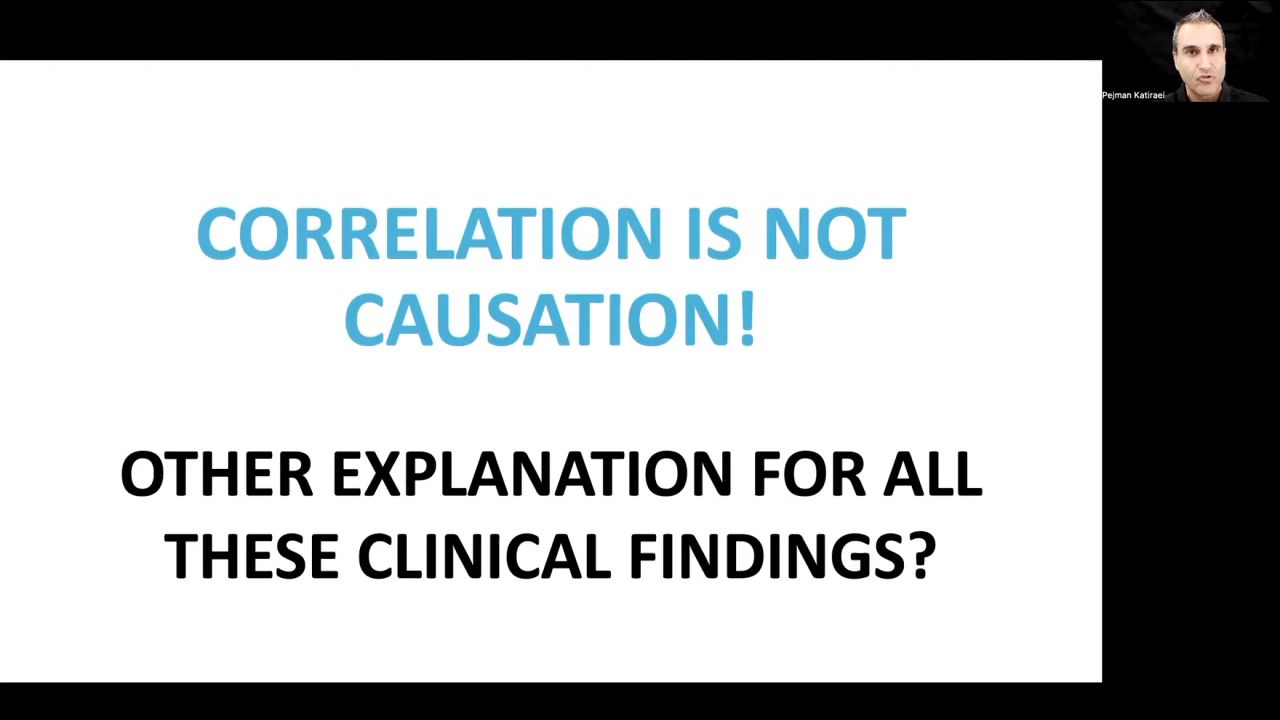 Pejman Katiraei
CORRELATION IS NOT
CAUSATION!
OTHER EXPLANATION FOR ALL
THESE CLINICAL FINDINGS?